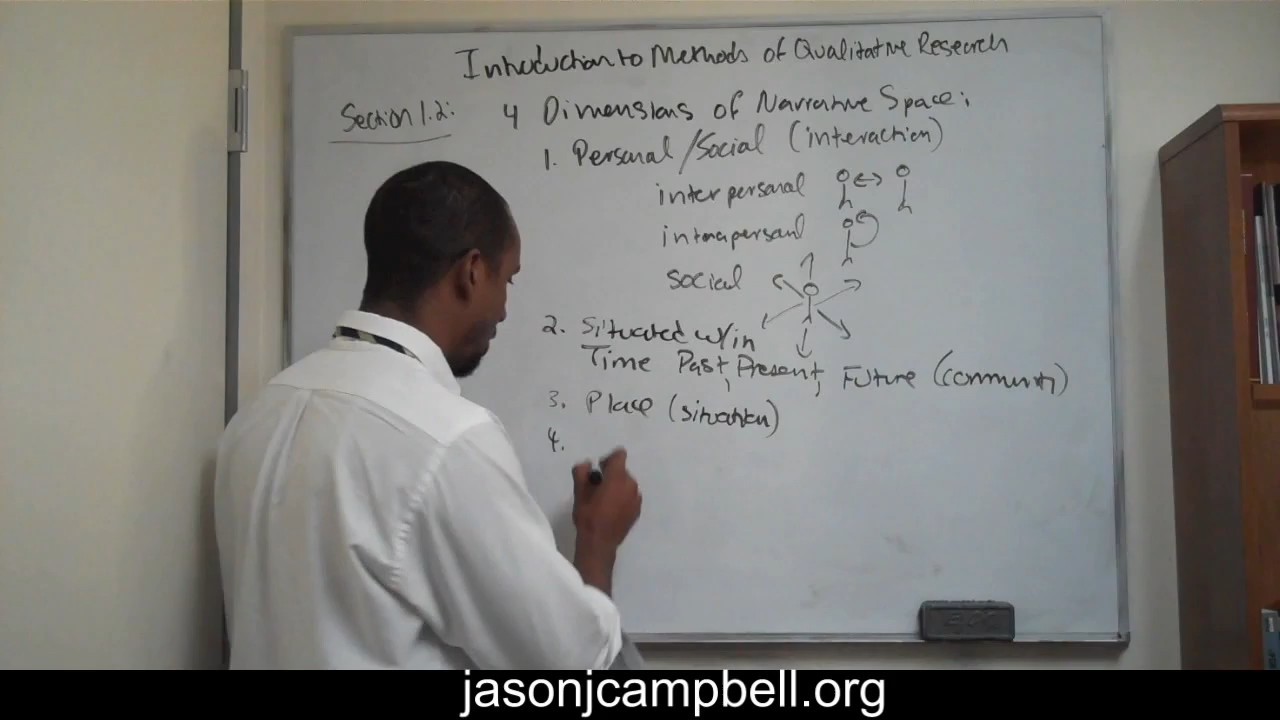 Introduction to Methods of Qualitative Research
Section 1.2: 4 Dimensions of Narrative Space:
1. Personal/Social (interaction)
interpersonal
intrapersonal
social
2. Situated w/in
Time Past, Present, Future (community)
3. Place (situation)
4.
jasonjcampbell.org